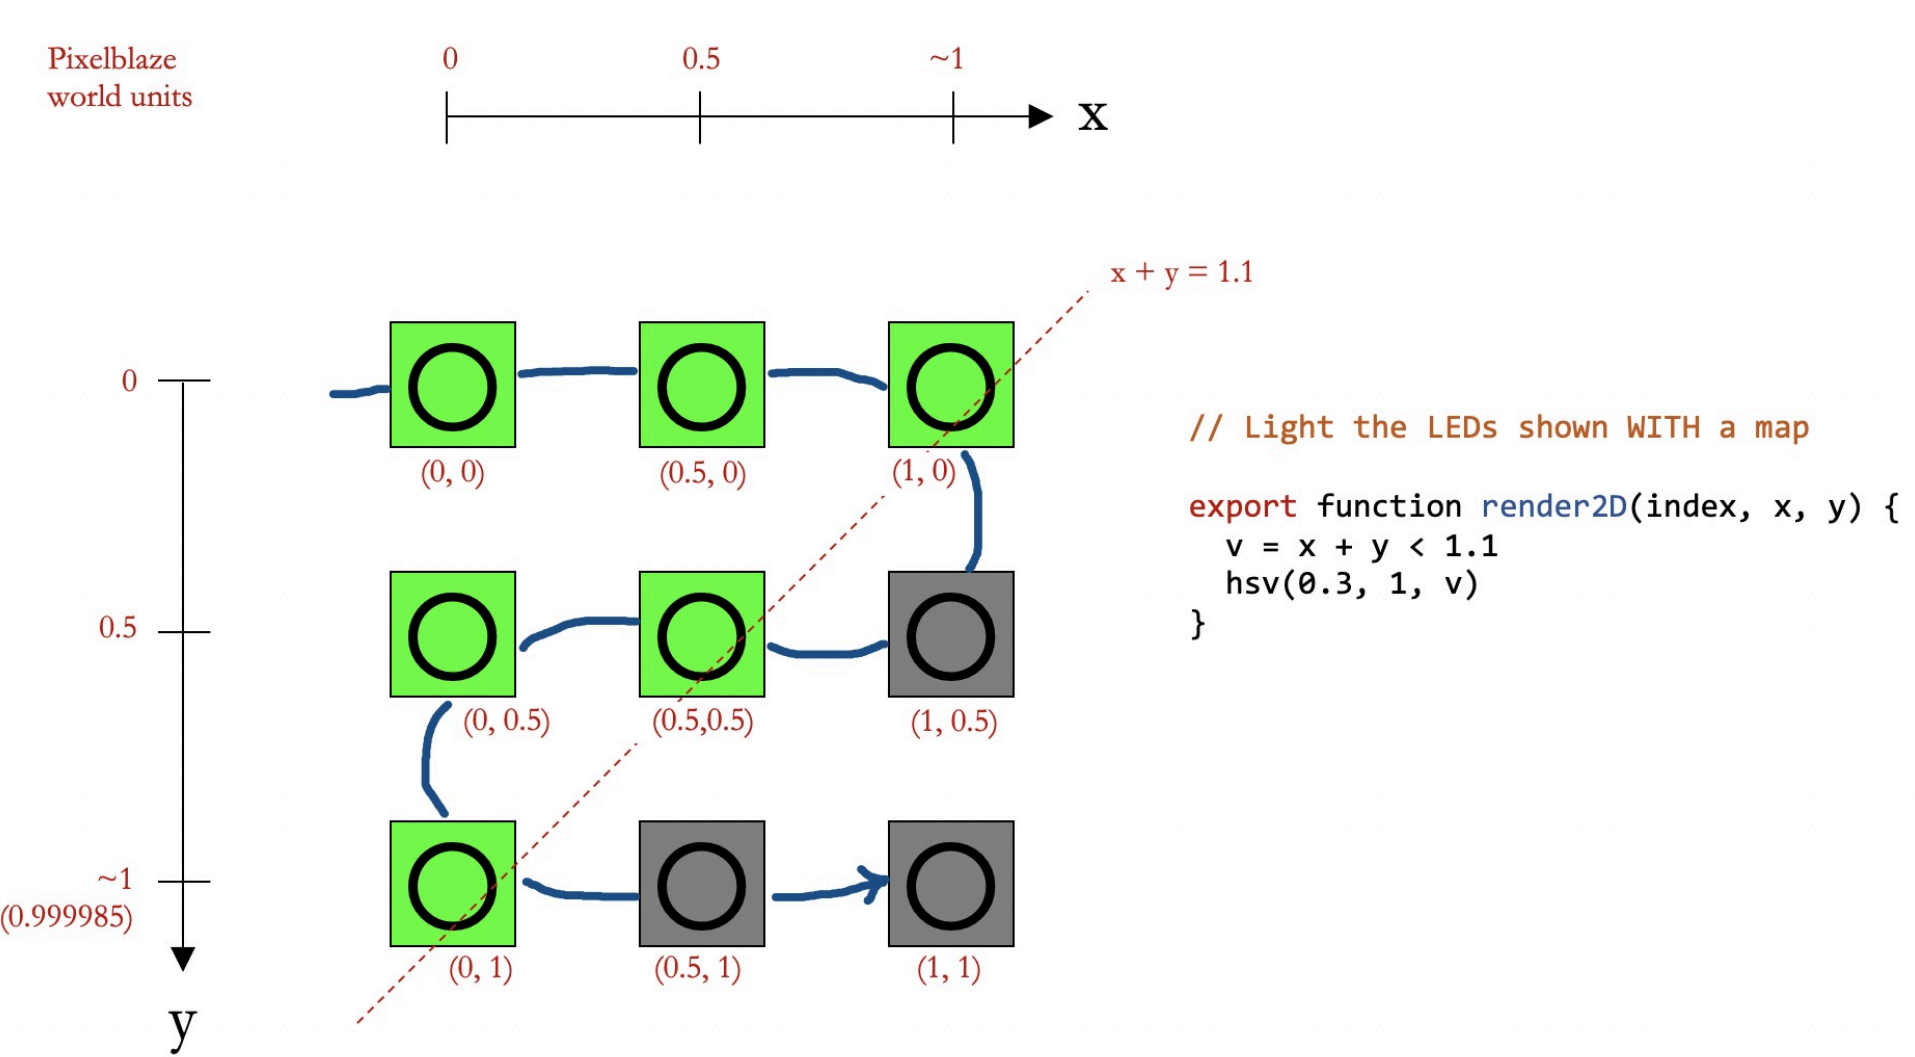 Pixelblaze
world units
0 0.5 ~1
x
x + y = 1.1
0
(0, 0) (0.5, 0) (1, 0)
// Light the LEDs shown WITH a map
export function render2D(index, x, y) {
v = x + y < 1.1
hsv(0.3, 1, v)
}
0.5
(0, 0.5) (0.5,0.5) (1, 0.5)
~1
(0.999985)
(0, 1) (0.5, 1) (1, 1)
y